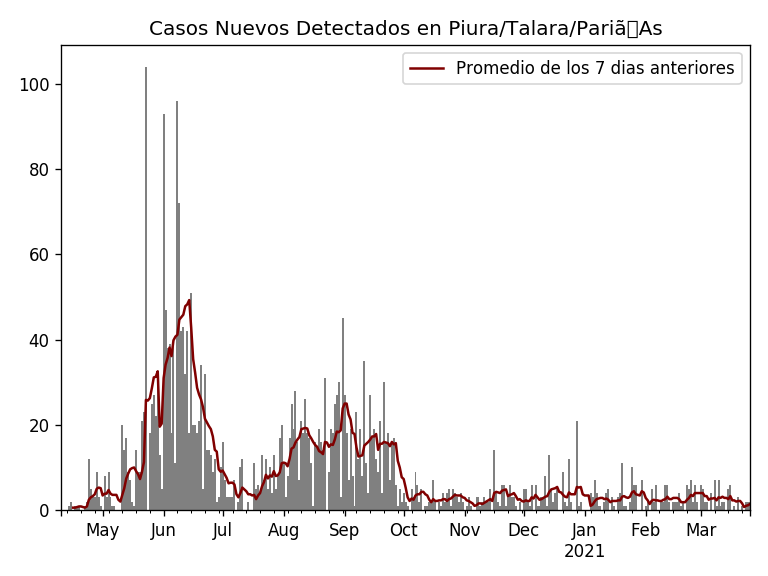 Casos Nuevos Detectados en Piura/Talara/Pariã▯As
Promedio de los 7 dias anteriores
100
80
60
40
20
0
May Jun Jul Aug Sep Oct Nov Dec Jan Feb Mar
2021